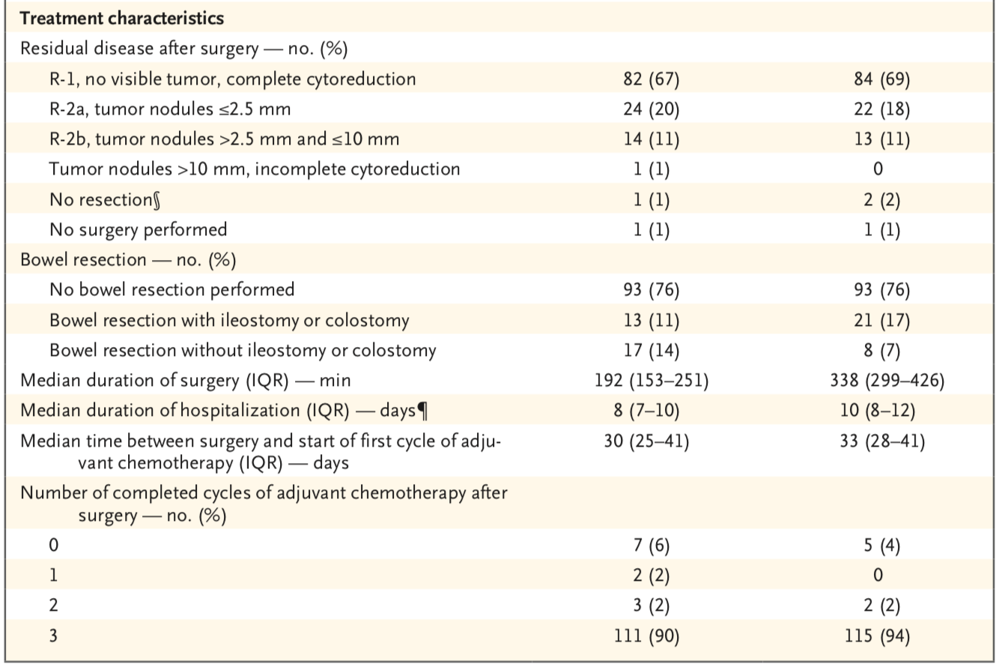 Treatment characteristics
Residual disease after surgery — no. (%)
R-1, no visible tumor, complete cytoreduction 82 (67) 84 (69)
R-2a, tumor nodules ≤2.5 mm 24 (20) 22 (18)
R-2b, tumor nodules >2.5 mm and ≤10 mm 14 (11) 13 (11)
Tumor nodules >10 mm, incomplete cytoreduction 1 (1) 0
No resection§ 1 (1) 2 (2)
No surgery performed 1 (1) 1 (1)
Bowel resection — no. (%)
No bowel resection performed 93 (76) 93 (76)
Bowel resection with ileostomy or colostomy 13 (11) 21 (17)
Bowel resection without ileostomy or colostomy 17 (14) 8 (7)
Median duration of surgery (IQR) — min 192 (153–251) 338 (299–426)
Median duration of hospitalization (IQR) — days¶ 8 (7–10) 10 (8–12)
Median time between surgery and start of first cycle of adju- 30 (25–41) 33 (28–41)
vant chemotherapy (IQR) — days
Number of completed cycles of adjuvant chemotherapy after
surgery — no. (%)
0 7 (6) 5 (4)
1 2 (2) 0
2 3 (2) 2 (2)
3 111 (90) 115 (94)